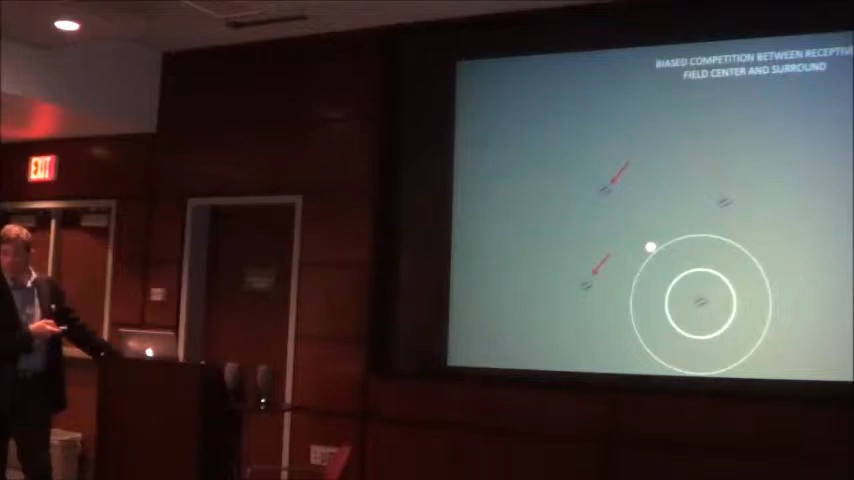 BIASED COMPETITION BETWEEN RECEPTIVE
FIELD CENTER AND SURROUND
EXIT